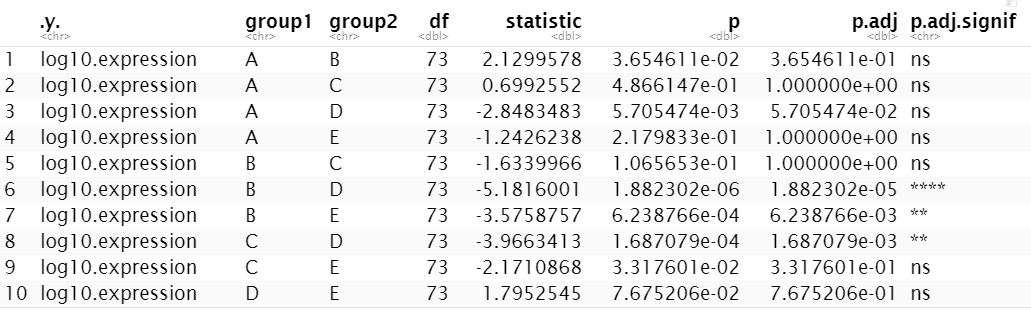 .y. group1 group2 df statistic p p.adj p.adj.signif
<chr> <chr> <chr> <dbl> <dbl> <dbl> <dbl> <chr>
1 log10.expression A B 73 2.1299578 3.654611e-02 3.654611e-01 ns
2 log10.expression A C 73 0.6992552 4.866147e-01 1.000000e+00 ns
3 log10.expression A D 73 -2.8483483 5.705474e-03 5.705474e-02 ns
4 log10.expression A E 73 -1.2426238 2.179833e-01 1.000000e+00 ns
5 log10.expression B C 73 -1.6339966 1.065653e-01 1.000000e+00 ns
6 log10.expression B D 73 -5.1816001 1.882302e-06 1.882302e-05 ****
7 log10.expression B E 73 -3.5758757 6.238766e-04 6.238766e-03 **
8 log10.expression C D 73 -3.9663413 1.687079e-04 1.687079e-03 **
9 log10.expression C E 73 -2.1710868 3.317601e-02 3.317601e-01 ns
10 log10.expression D E 73 1.7952545 7.675206e-02 7.675206e-01 ns